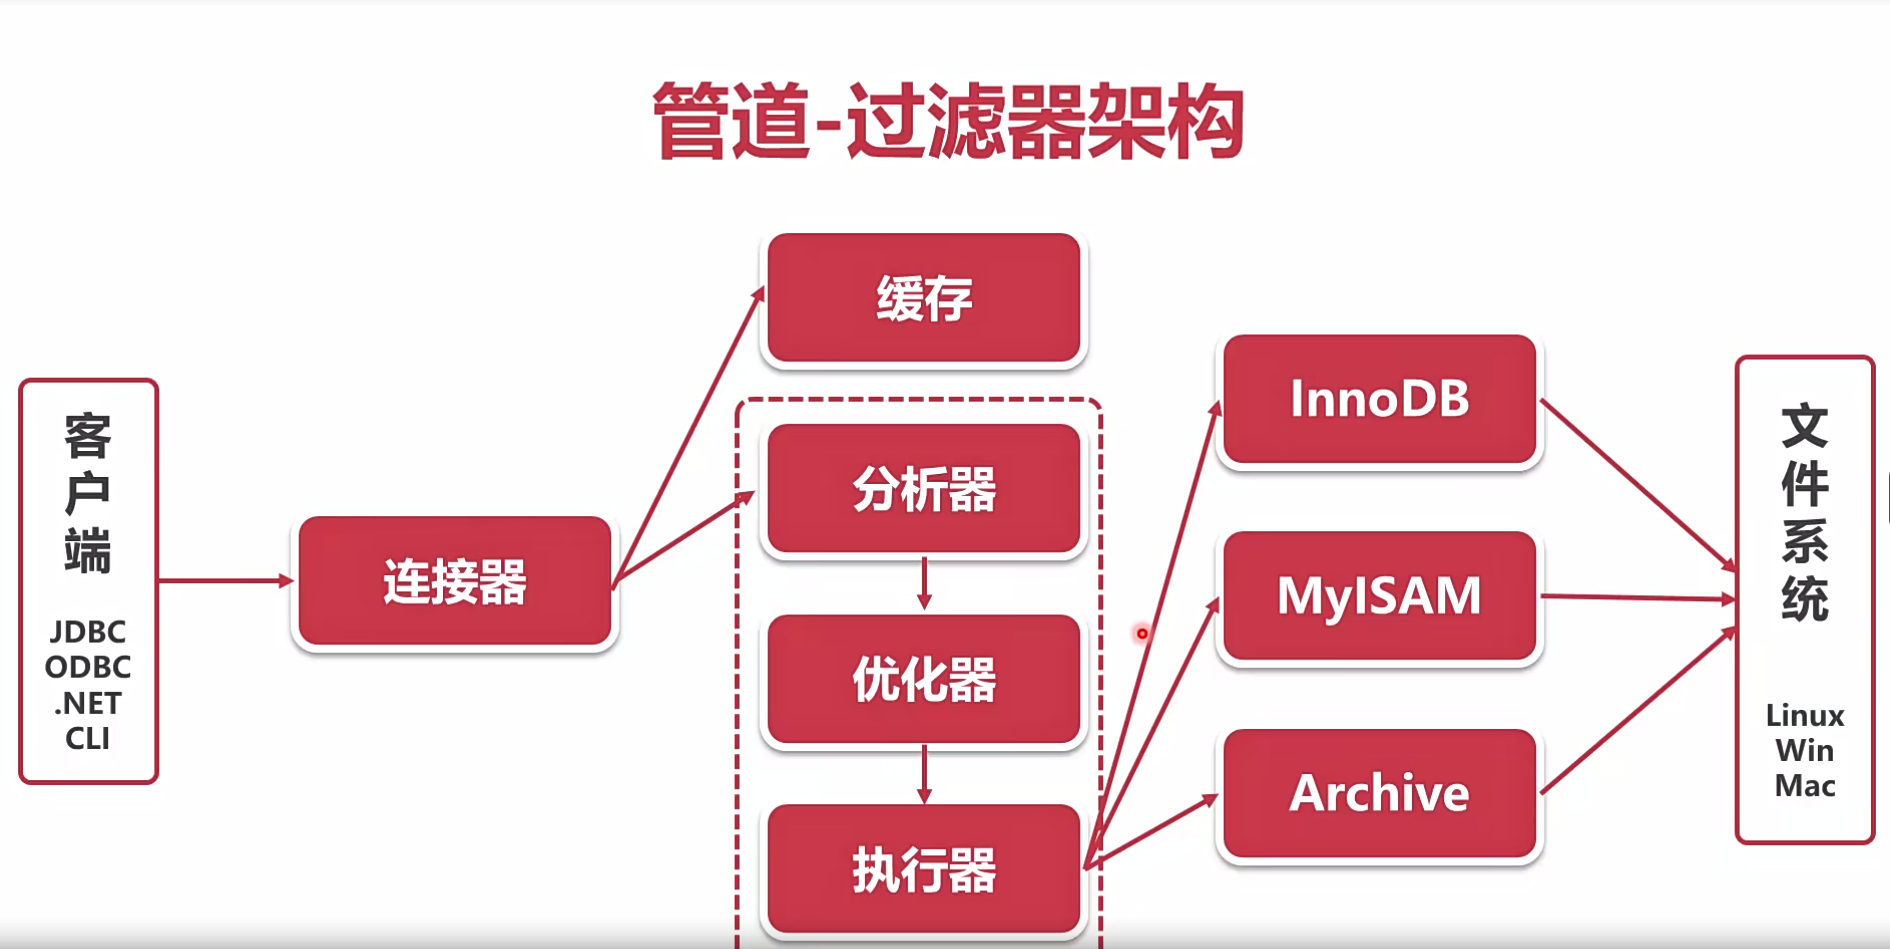 管道-过滤器架构
客户端
JDBC
ODBC
.NET
CLI
连接器
缓存
分析器
优化器
执行器
InnoDB
MyISAM
Archive
文件系统
Linux
Win
Mac